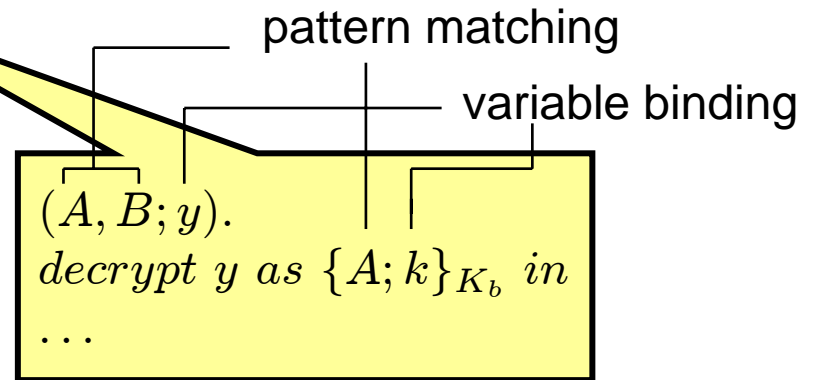 pattern matching
variable binding
(A, B; y).
decrypt y as {A; k}_{K_b} in
...